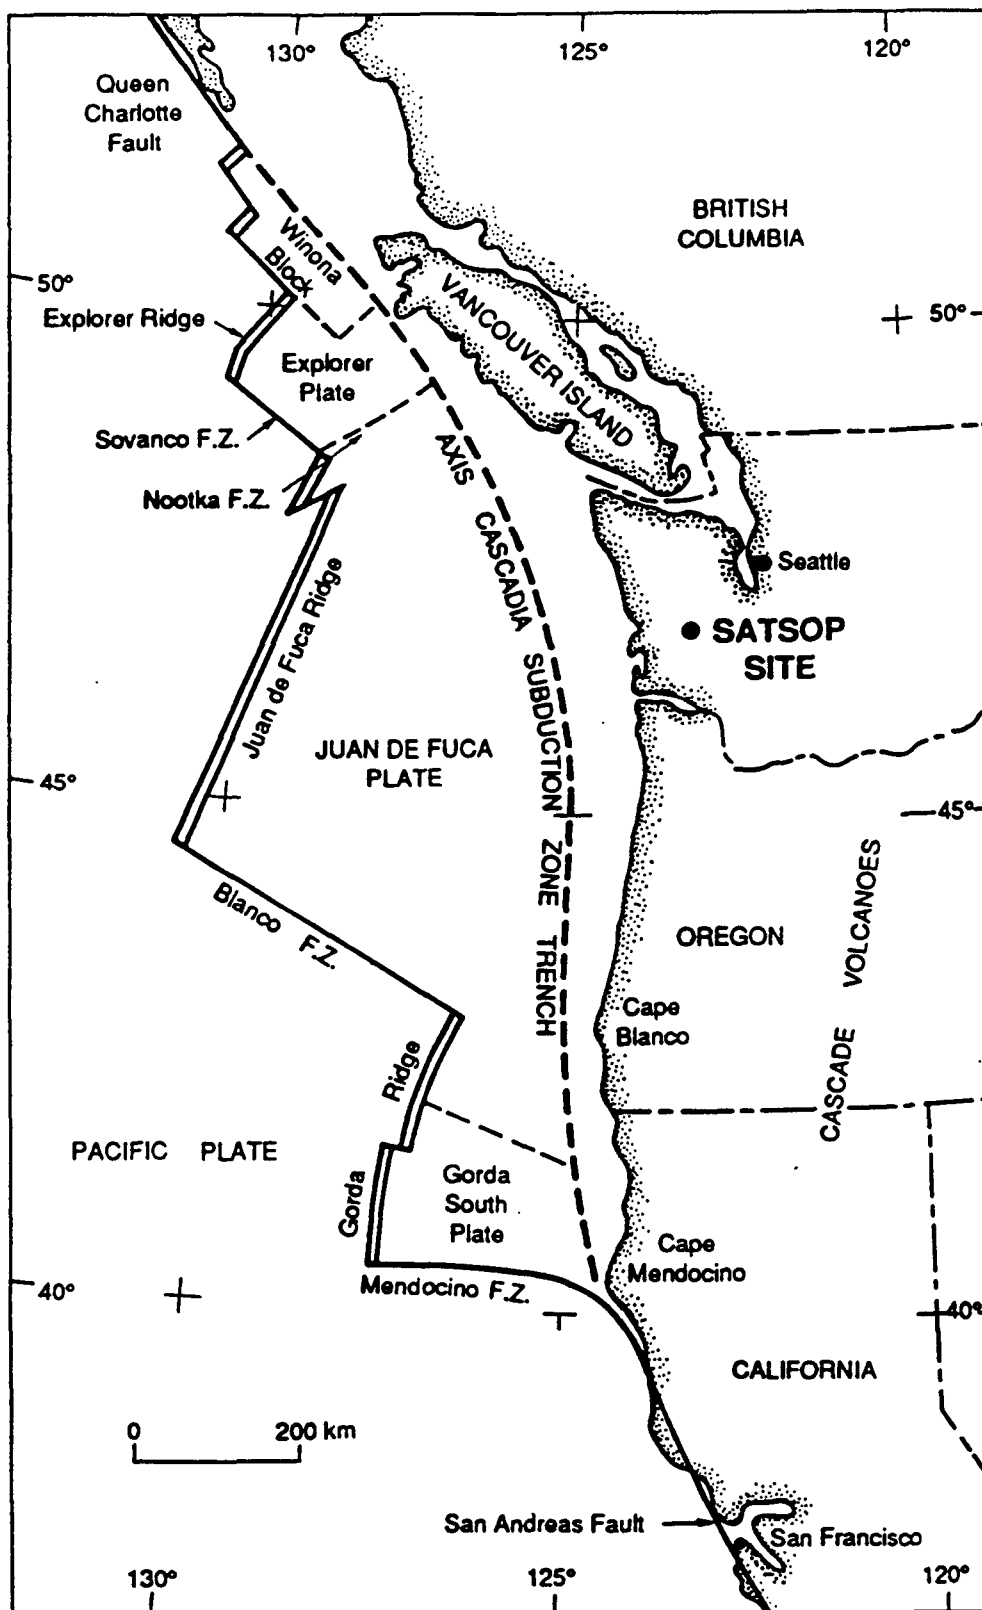 130°
125°
120°
Queen
Charlotte
Fault
BRITISH
COLUMBIA
Winona
Block
50°
50°
VANCOUVER ISLAND
Explorer Ridge
Explorer
Plate
Sovanco F.Z.
Nootka F.Z.
AXIS CASCADIA SUBDUCTION ZONE TRENCH
Seattle
SATSOP
SITE
Juan de Fuca Ridge
JUAN DE FUCA
PLATE
45°
45°
Blanco F.Z.
OREGON
CASCADE VOLCANOES
Cape
Blanco
Gorda Ridge
PACIFIC PLATE
Gorda
South
Plate
Cape
Mendocino
Mendocino F.Z.
40°
40°
CALIFORNIA
0 200 km
San Andreas Fault
San Francisco
130°
125°
120°